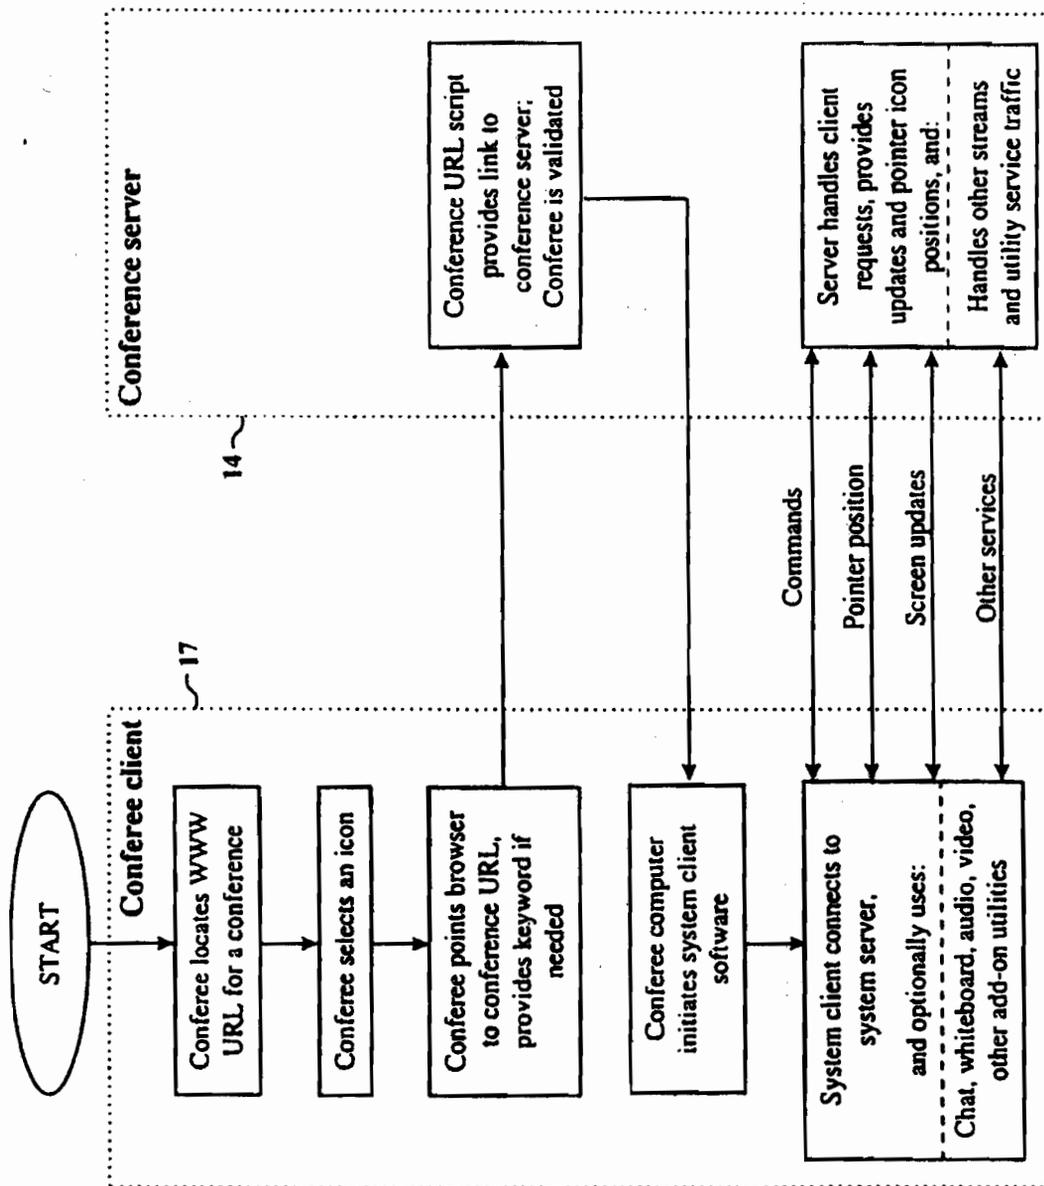 START
Conferee client
17
Conferee locates WWW
URL for a conference
Conferee selects an icon
Conferee points browser
to conference URL,
provides keyword if
needed
Conferee computer
initiates system client
software
System client connects to
system server,
and optionally uses:
Chat, whiteboard, audio, video,
other add-on utilities
Commands
Pointer position
Screen updates
Other services
14
Conference server
Conference URL script
provides link to
conference server;
Conferee is validated
Server handles client
requests, provides
updates and pointer icon
positions, and:
Handles other streams
and utility service traffic